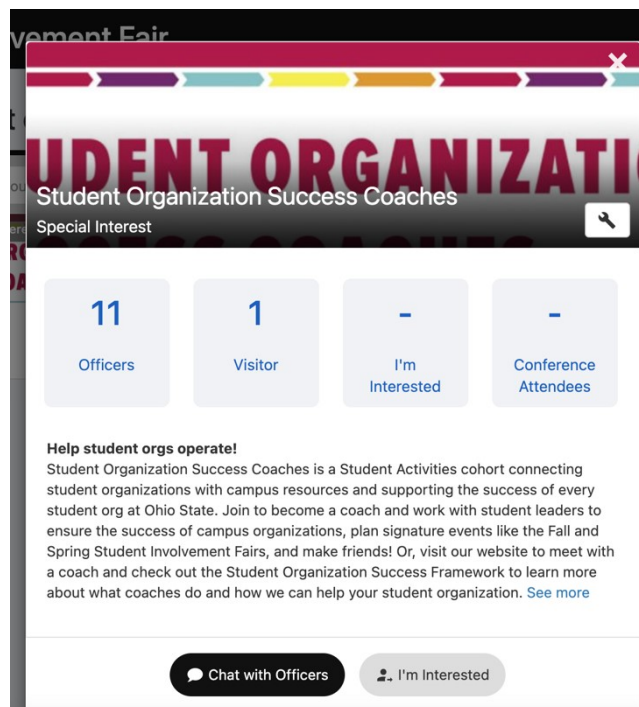 vement Fair
UDENT ORGANIZATI
Student Organization Success Coaches
Special Interest
11
Officers
1
Visitor
-
I'm
Interested
-
Conference
Attendees
Help student orgs operate!
Student Organization Success Coaches is a Student Activities cohort connecting
student organizations with campus resources and supporting the success of every
student org at Ohio State. Join to become a coach and work with student leaders to
ensure the success of campus organizations, plan signature events like the Fall and
Spring Student Involvement Fairs, and make friends! Or, visit our website to meet with
a coach and check out the Student Organization Success Framework to learn more
about what coaches do and how we can help your student organization. See more
Chat with Officers
I'm Interested